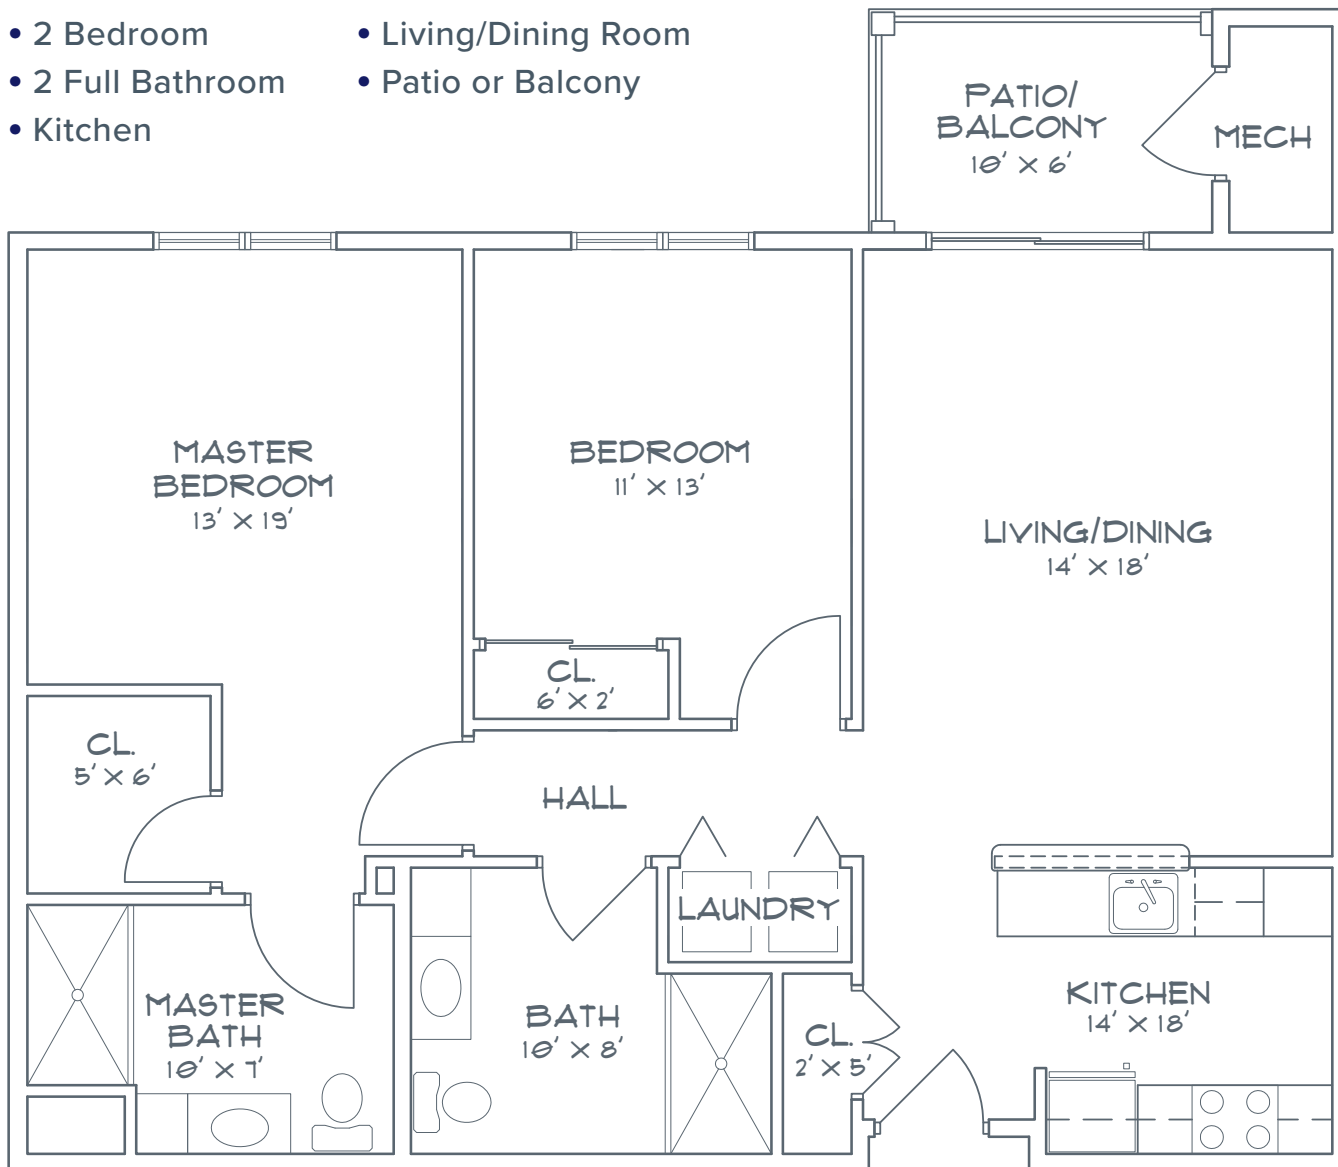 • 2 Bedroom
• 2 Full Bathroom
• Kitchen
• Living/Dining Room
• Patio or Balcony
PATIO/
BALCONY
10' X 6'
MECH
MASTER
BEDROOM
13' X 19'
BEDROOM
11' X 13'
LIVING/DINING
14' X 18'
CL.
6' X 2'
CL.
5' X 6'
HALL
LAUNDRY
MASTER
BATH
10' X 7'
BATH
10' X 8'
CL.
2' X 5'
KITCHEN
14' X 18'